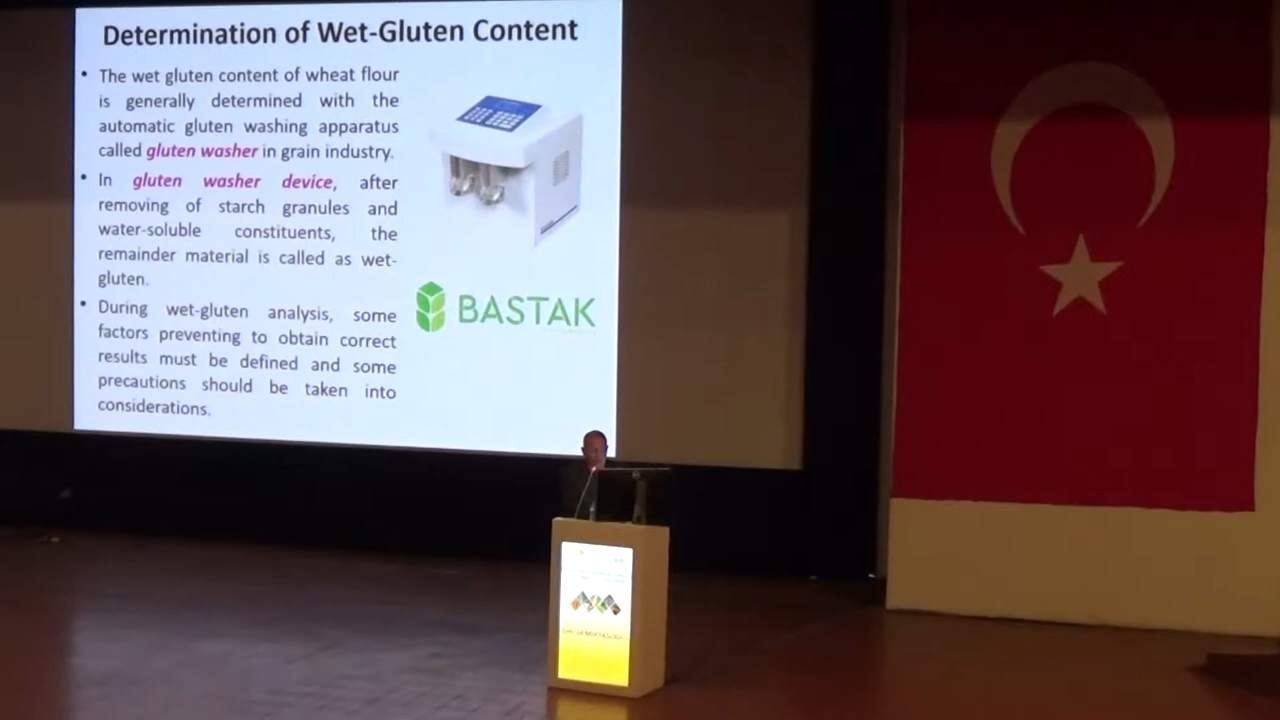 Determination of Wet-Gluten Content
• The wet gluten content of wheat flour
is generally determined with the
automatic gluten washing apparatus
called gluten washer in grain industry.
• In gluten washer device, after
removing of starch granules and
water-soluble constituents, the
remainder material is called as wet-
gluten.
• During wet-gluten analysis, some
factors preventing to obtain correct
results must be defined and some
precautions should be taken into
considerations.
BASTAK